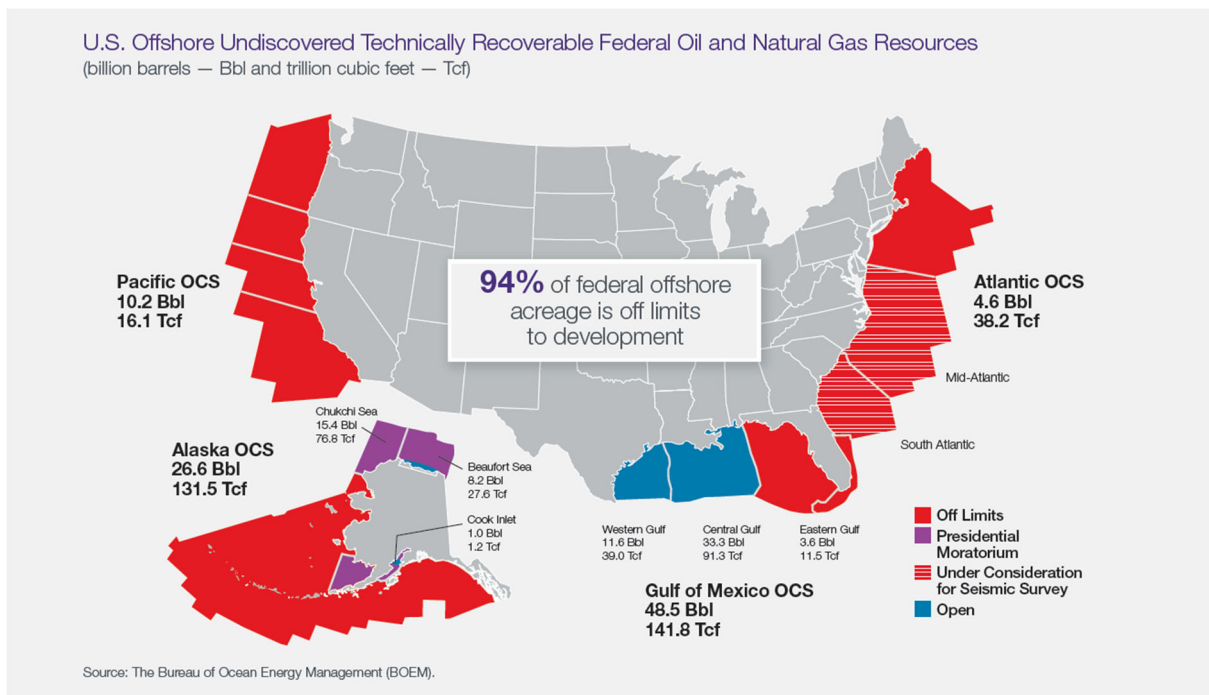 U.S. Offshore Undiscovered Technically Recoverable Federal Oil and Natural Gas Resources
(billion barrels — Bbl and trillion cubic feet — Tcf)
94% of federal offshore
acreage is off limits
to development
Pacific OCS
10.2 Bbl
16.1 Tcf
Atlantic OCS
4.6 Bbl
38.2 Tcf
Mid-Atlantic
South Atlantic
Chukchi Sea
15.4 Bbl
76.8 Tcf
Alaska OCS
26.6 Bbl
131.5 Tcf
Beaufort Sea
8.2 Bbl
27.6 Tcf
Cook Inlet
1.0 Bbl
1.2 Tcf
Western Gulf
11.6 Bbl
39.0 Tcf
Central Gulf
33.3 Bbl
91.3 Tcf
Eastern Gulf
3.6 Bbl
11.5 Tcf
Gulf of Mexico OCS
48.5 Bbl
141.8 Tcf
Off Limits
Presidential
Moratorium
Under Consideration
for Seismic Survey
Open
Source: The Bureau of Ocean Energy Management (BOEM).